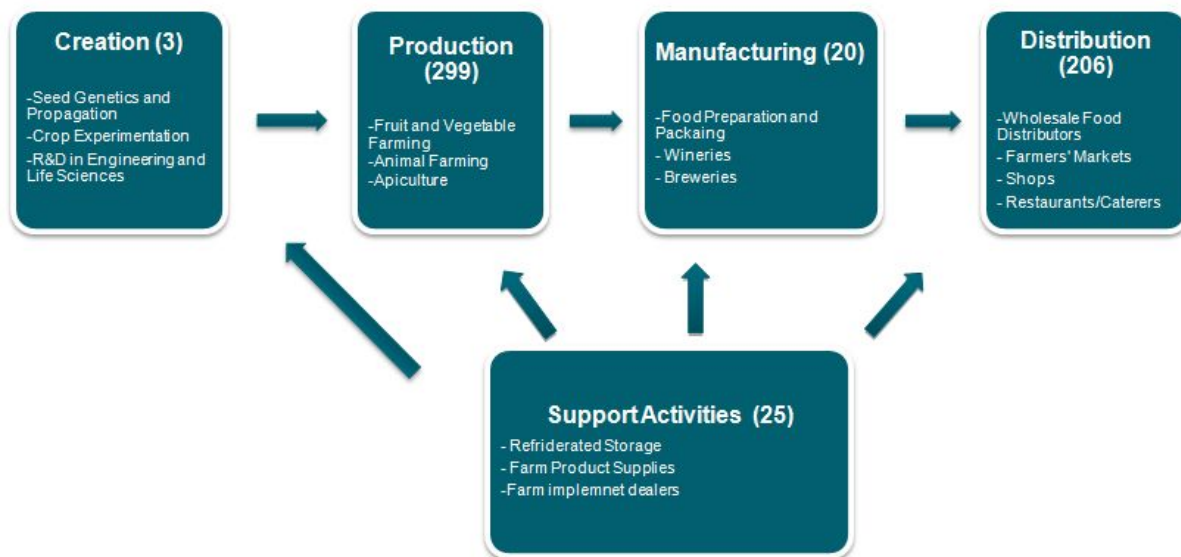 Creation (3)
-Seed Genetics and
Propagation
-Crop Experimentation
-R&D in Engineering and
Life Sciences
Production
(299)
-Fruit and Vegetable
Farming
-Animal Farming
-Apiculture
Manufacturing (20)
-Food Preparation and
Packaing
- Wineries
- Breweries
Distribution
(206)
-Wholesale Food
Distributors
- Farmers' Markets
- Shops
- Restaurants/Caterers
Support Activities (25)
- Refriderated Storage
- Farm Product Supplies
-Farm implemnet dealers